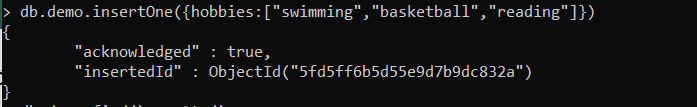 > db.demo.insertOne({hobbies:["swimming","basketball","reading"]})
{
        "acknowledged" : true,
        "insertedId" : ObjectId("5fd5ff6b5d55e9d7b9dc832a")
}